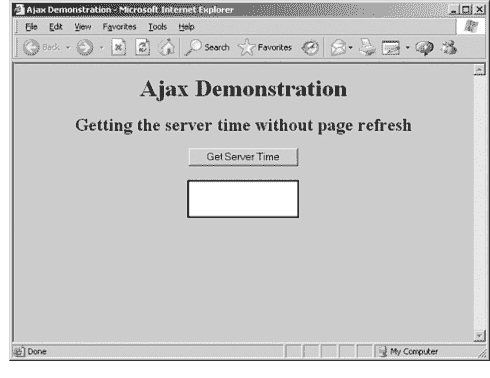 Ajax Demonstration - Microsoft Internet Explorer
File Edit View Favorites Tools Help
Back Search Favorites
Ajax Demonstration
Getting the server time without page refresh
Get Server Time
Done My Computer